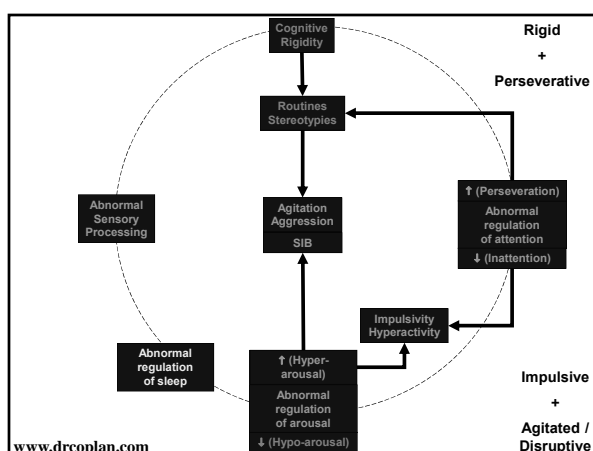 Cognitive
Rigidity
Rigid
+
Perseverative
Routines
Stereotypies
Abnormal
Sensory
Processing
Agitation
Aggression
SIB
↑ (Perseveration)
Abnormal
regulation
of attention
↓ (Inattention)
Impulsivity
Hyperactivity
Abnormal
regulation
of sleep
↑ (Hyper-
arousal)
Abnormal
regulation
of arousal
↓ (Hypo-arousal)
Impulsive
+
Agitated /
Disruptive
www.drcoplan.com